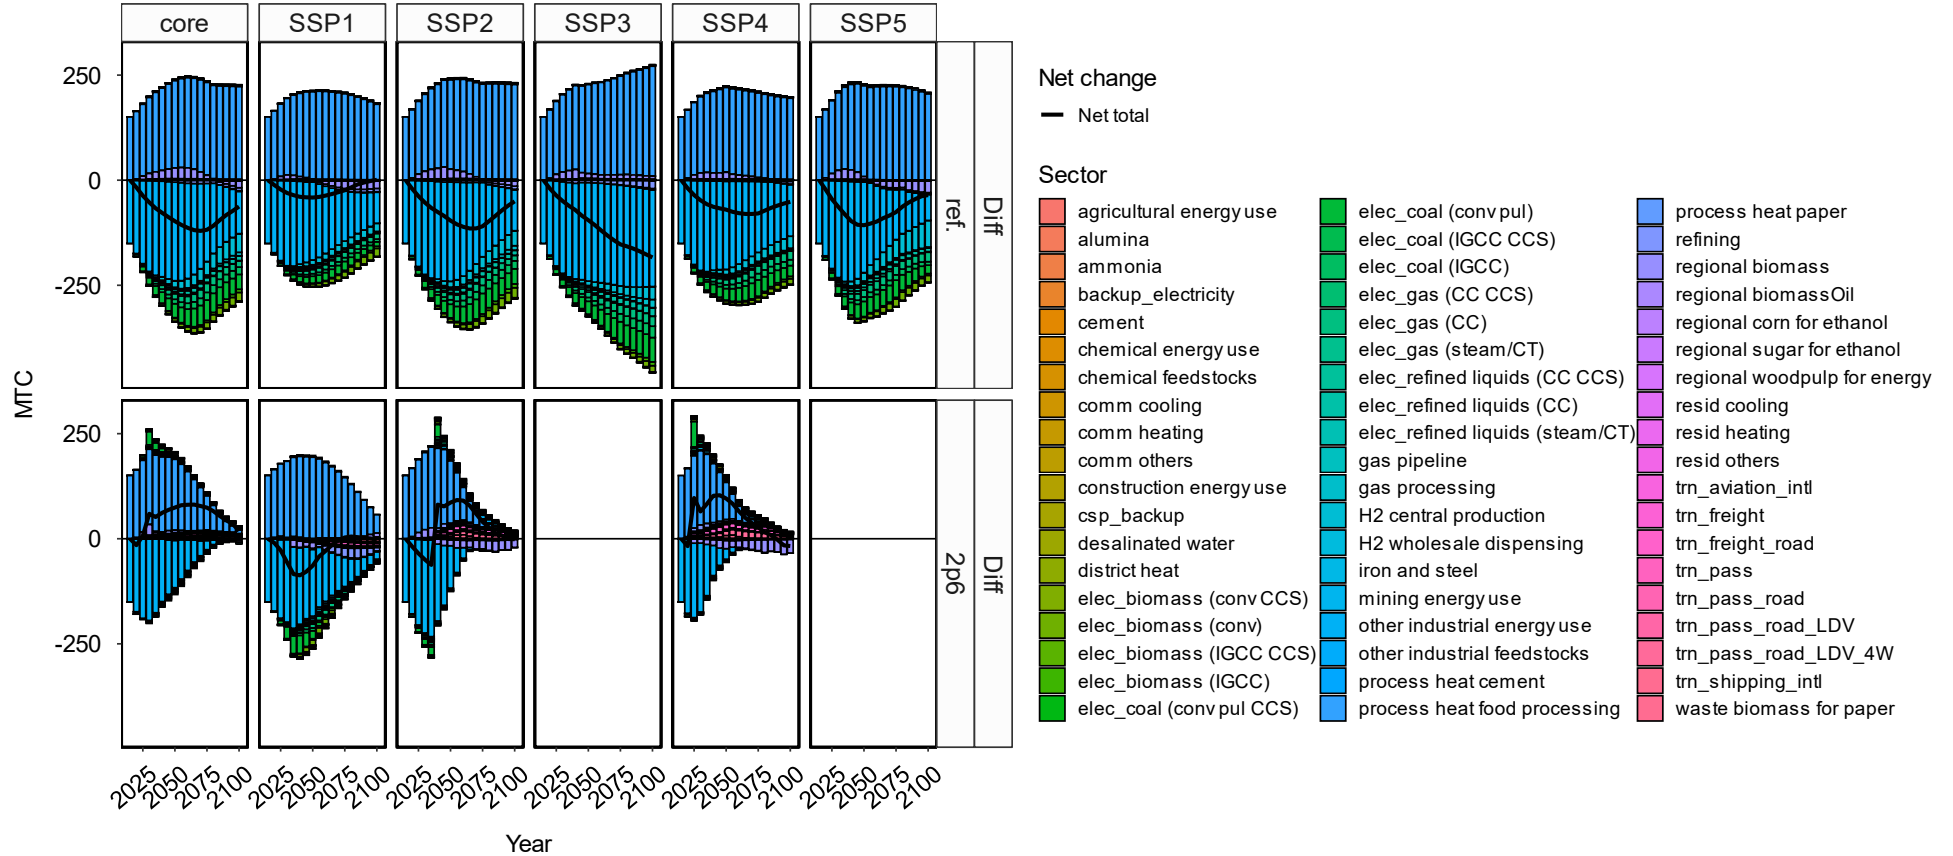 core SSP1 SSP2 SSP3 SSP4 SSP5
250
0
-250
ref.
Diff
250
0
-250
2p6
Diff
MTC
2025 2050 2075 2100 2025 2050 2075 2100 2025 2050 2075 2100 2025 2050 2075 2100 2025 2050 2075 2100 2025 2050 2075 2100
Year
Net change
Net total
Sector
agricultural energy use
alumina
ammonia
backup_electricity
cement
chemical energy use
chemical feedstocks
comm cooling
comm heating
comm others
construction energy use
csp_backup
desalinated water
district heat
elec_biomass (conv CCS)
elec_biomass (conv)
elec_biomass (IGCC CCS)
elec_biomass (IGCC)
elec_coal (conv pul CCS)
elec_coal (conv pul)
elec_coal (IGCC CCS)
elec_coal (IGCC)
elec_gas (CC CCS)
elec_gas (CC)
elec_gas (steam/CT)
elec_refined liquids (CC CCS)
elec_refined liquids (CC)
elec_refined liquids (steam/CT)
gas pipeline
gas processing
H2 central production
H2 wholesale dispensing
iron and steel
mining energy use
other industrial energy use
other industrial feedstocks
process heat cement
process heat food processing
process heat paper
refining
regional biomass
regional biomassOil
regional corn for ethanol
regional sugar for ethanol
regional woodpulp for energy
resid cooling
resid heating
resid others
trn_aviation_intl
trn_freight
trn_freight_road
trn_pass
trn_pass_road
trn_pass_road_LDV
trn_pass_road_LDV_4W
trn_shipping_intl
waste biomass for paper